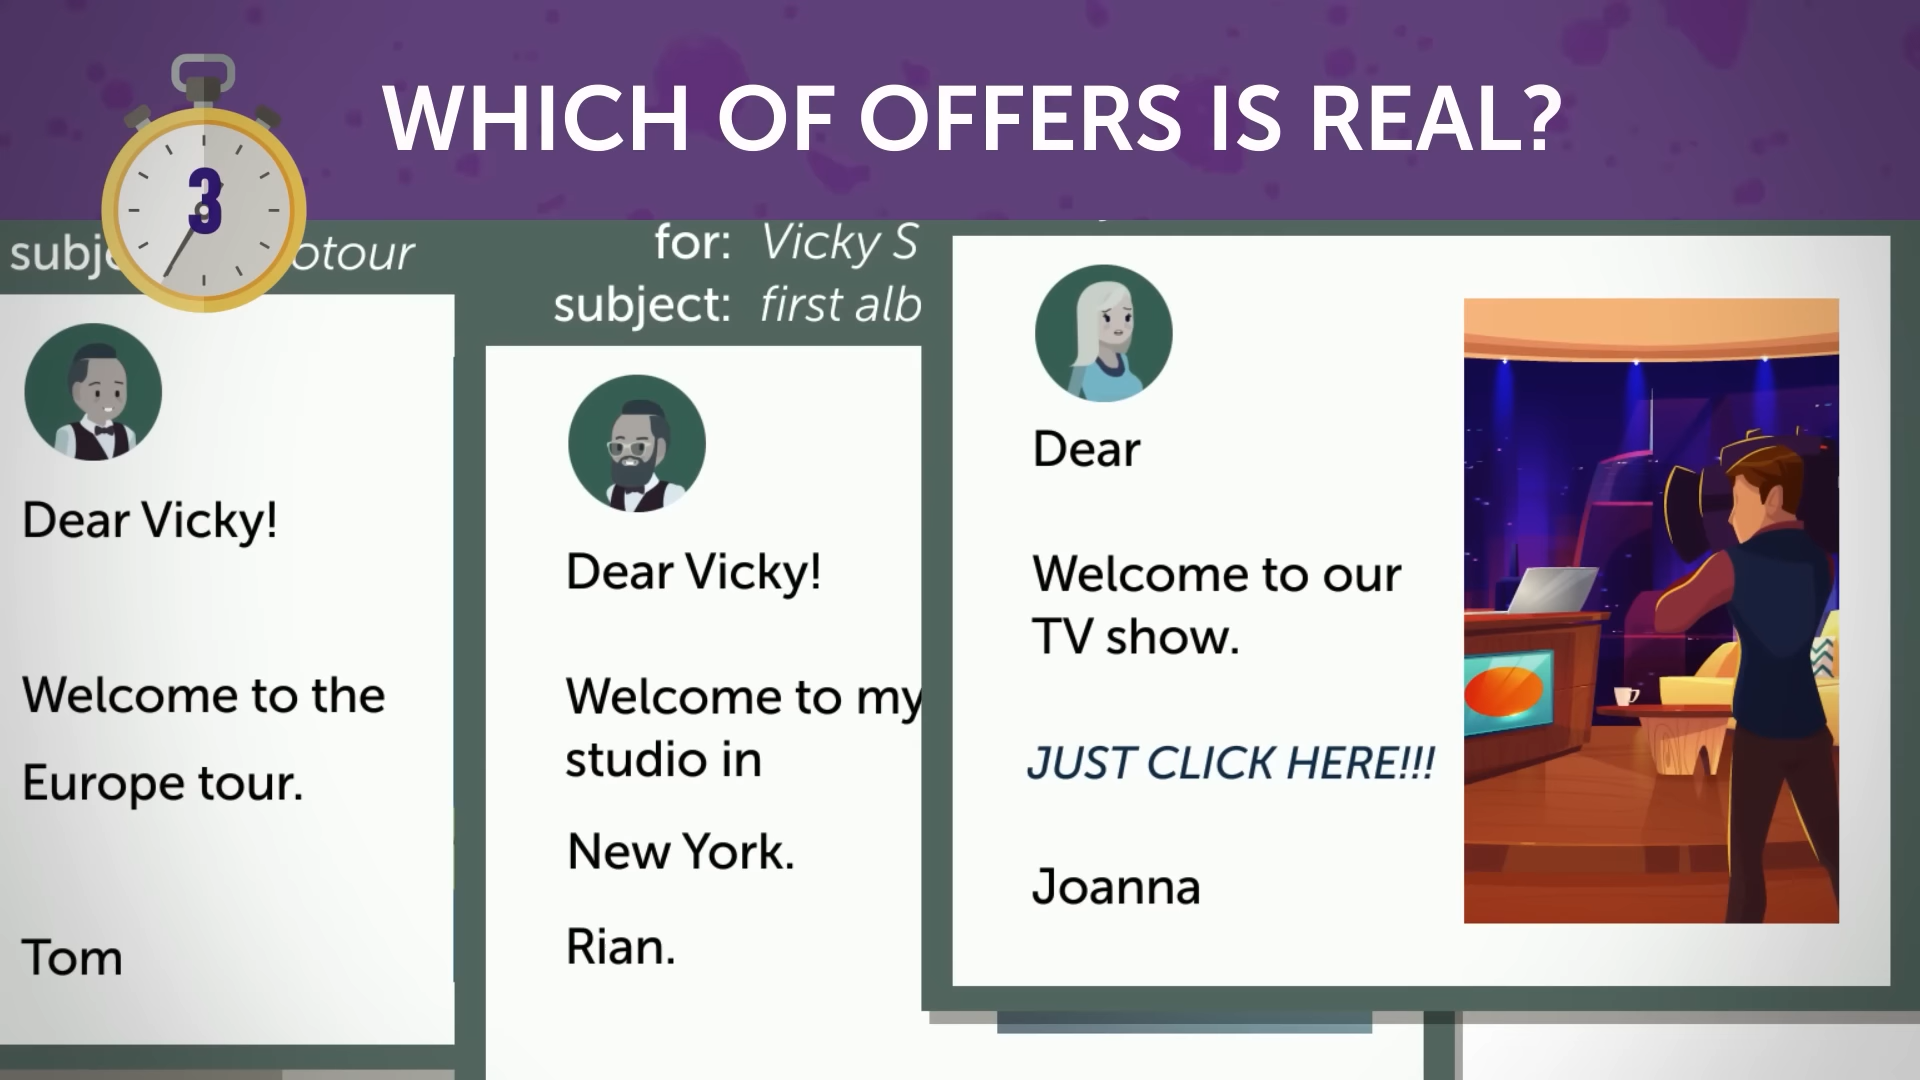 WHICH OF OFFERS IS REAL?
3
for: Vicky S
subject: first alb
Dear Vicky!
Welcome to the
Europe tour.
Tom
Dear Vicky!
Welcome to my
studio in
New York.
Rian.
Dear
Welcome to our
TV show.
JUST CLICK HERE!!!
Joanna